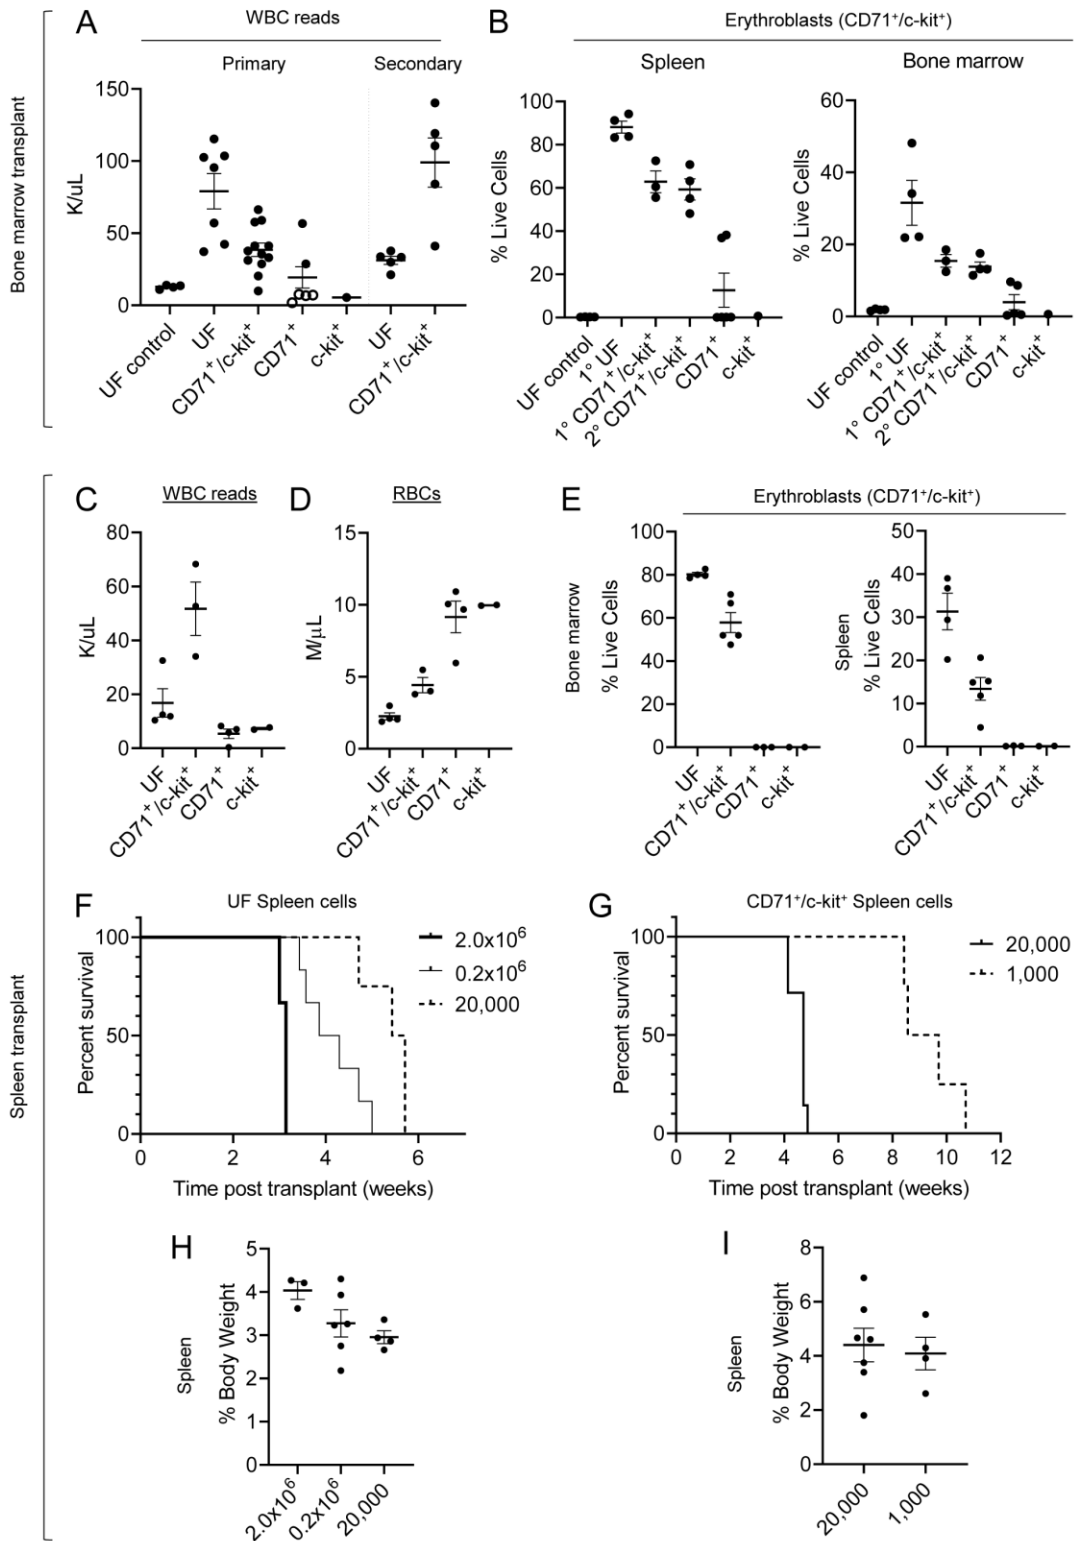 Bone marrow transplant
A
WBC reads
Primary
Secondary
K/uL
150
100
50
0
UF control
UF
CD71⁺/c-kit⁺
CD71⁺
c-kit⁺
UF
CD71⁺/c-kit⁺
B
Erythroblasts (CD71⁺/c-kit⁺)
Spleen
% Live Cells
100
80
60
40
20
0
UF control
1° UF
1° CD71⁺/c-kit⁺
2° CD71⁺/c-kit⁺
CD71⁺
c-kit⁺
Bone marrow
% Live Cells
60
40
20
0
UF control
1° UF
1° CD71⁺/c-kit⁺
2° CD71⁺/c-kit⁺
CD71⁺
c-kit⁺
Spleen transplant
C
WBC reads
K/uL
80
60
40
20
0
UF
CD71⁺/c-kit⁺
CD71⁺
c-kit⁺
D
RBCs
M/μL
15
10
5
0
UF
CD71⁺/c-kit⁺
CD71⁺
c-kit⁺
E
Erythroblasts (CD71⁺/c-kit⁺)
Bone marrow
% Live Cells
100
80
60
40
20
0
UF
CD71⁺/c-kit⁺
CD71⁺
c-kit⁺
Spleen
% Live Cells
50
40
30
20
10
0
UF
CD71⁺/c-kit⁺
CD71⁺
c-kit⁺
F
UF Spleen cells
Percent survival
100
50
0
0 2 4 6
Time post transplant (weeks)
2.0x10⁶
0.2x10⁶
20,000
G
CD71⁺/c-kit⁺ Spleen cells
Percent survival
100
50
0
0 2 4 6 8 10 12
Time post transplant (weeks)
20,000
1,000
H
Spleen
% Body Weight
5
4
3
2
1
0
2.0x10⁶
0.2x10⁶
20,000
I
Spleen
% Body Weight
8
6
4
2
0
20,000
1,000